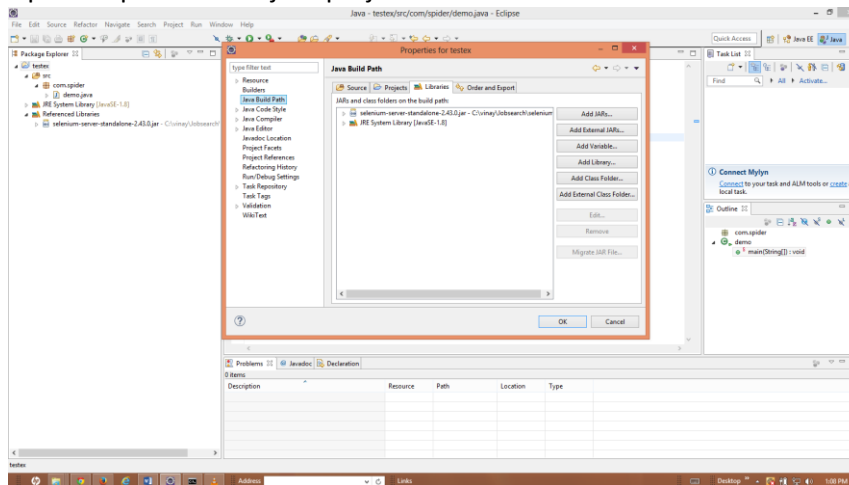 Java - testex/src/com/spider/demo.java - Eclipse
File Edit Source Refactor Navigate Search Project Run Window Help
Quick Access
Java EE
Java
Package Explorer
testex
src
com.spider
demo.java
JRE System Library [JavaSE-1.8]
Referenced Libraries
selenium-server-standalone-2.43.0.jar - C:\vinay\Jobsearch\
Properties for testex
type filter text
Resource
Builders
Java Build Path
Java Code Style
Java Compiler
Java Editor
Javadoc Location
Project Facets
Project References
Refactoring History
Run/Debug Settings
Task Repository
Task Tags
Validation
WikiText
Java Build Path
Source Projects Libraries Order and Export
JARs and class folders on the build path:
selenium-server-standalone-2.43.0.jar - C:\vinay\Jobsearch\selenium
JRE System Library [JavaSE-1.8]
Add JARs...
Add External JARs...
Add Variable...
Add Library...
Add Class Folder...
Add External Class Folder...
Edit...
Remove
Migrate JAR File...
OK Cancel
Task List
Find All Activate...
Connect Mylyn
Connect to your task and ALM tools or create
local task.
Outline
com.spider
demo
main(String[]) : void
Problems Javadoc Declaration
0 items
Description Resource Path Location Type
testex
Address Links Desktop 1:08 PM